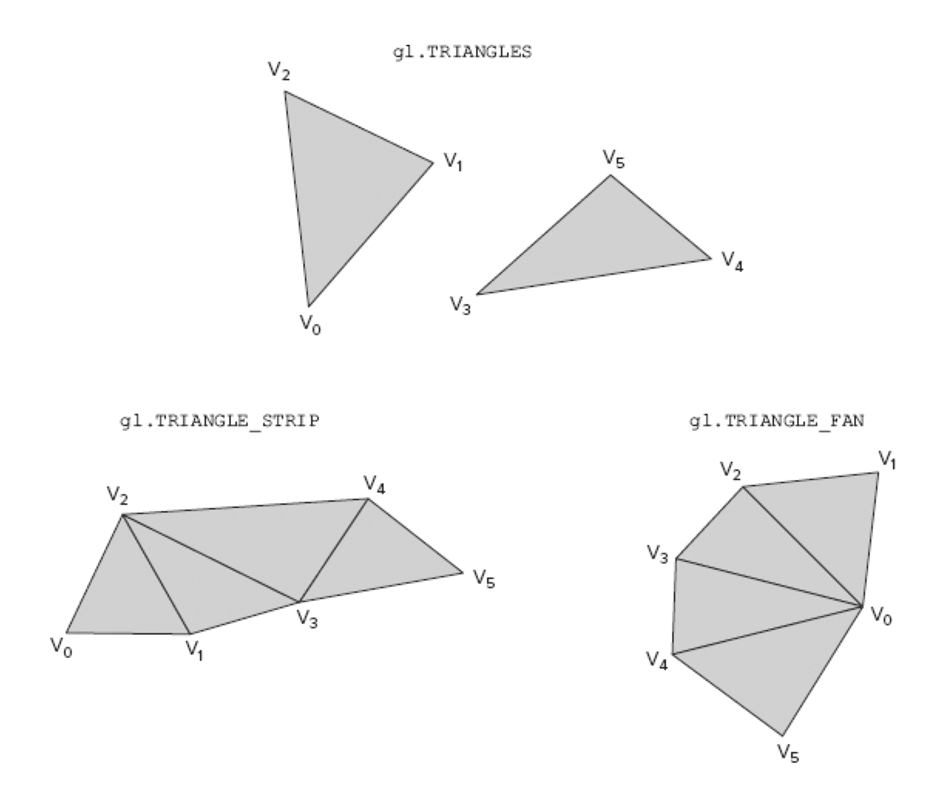 gl.TRIANGLES
V2
V1
V5
V4
V3
V0
gl.TRIANGLE_STRIP
V2
V4
V5
V3
V0
V1
gl.TRIANGLE_FAN
V1
V2
V3
V0
V4
V5